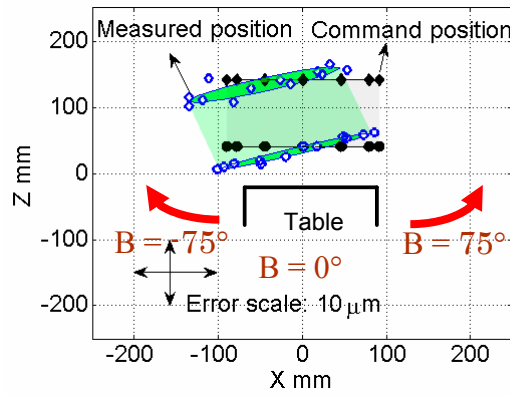 200
Measured position
Command position
100
Z mm
0
Table
-100
B = -75°
B = 75°
B = 0°
-200
Error scale: 10 μm
-200
-100
0
100
200
X mm